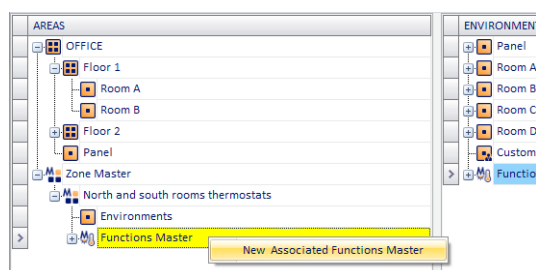 AREAS
OFFICE
Floor 1
Room A
Room B
Floor 2
Panel
Zone Master
North and south rooms thermostats
Environments
Functions Master
New Associated Functions Master
ENVIRONMENT
Panel
Room A
Room B
Room C
Room D
Custom
Functio